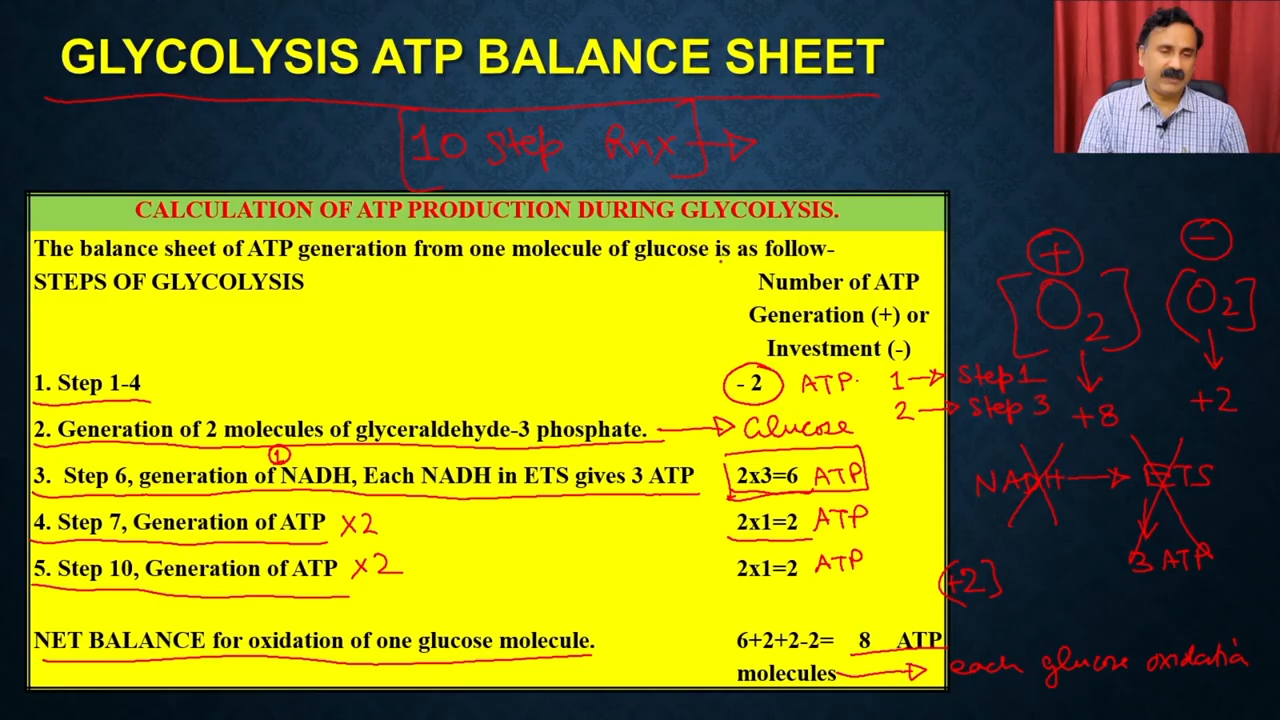 GLYCOLYSIS ATP BALANCE SHEET
[10 Step Rnx]
CALCULATION OF ATP PRODUCTION DURING GLYCOLYSIS.
The balance sheet of ATP generation from one molecule of glucose is as follow-
STEPS OF GLYCOLYSIS
Number of ATP
Generation (+) or
Investment (-)
1. Step 1-4 - 2 ATP.
1 → Step 1
2 → Step 3
2. Generation of 2 molecules of glyceraldehyde-3 phosphate. → Glucose
1
3. Step 6, generation of NADH, Each NADH in ETS gives 3 ATP 2x3=6 ATP
4. Step 7, Generation of ATP x2 2x1=2 ATP
5. Step 10, Generation of ATP x2 2x1=2 ATP
NET BALANCE for oxidation of one glucose molecule. 6+2+2-2= 8 ATP
molecules → each glucose oxidation
+ −
[O2] [O2]
+8 +2
NADH → ETS
3 ATP
[+2]